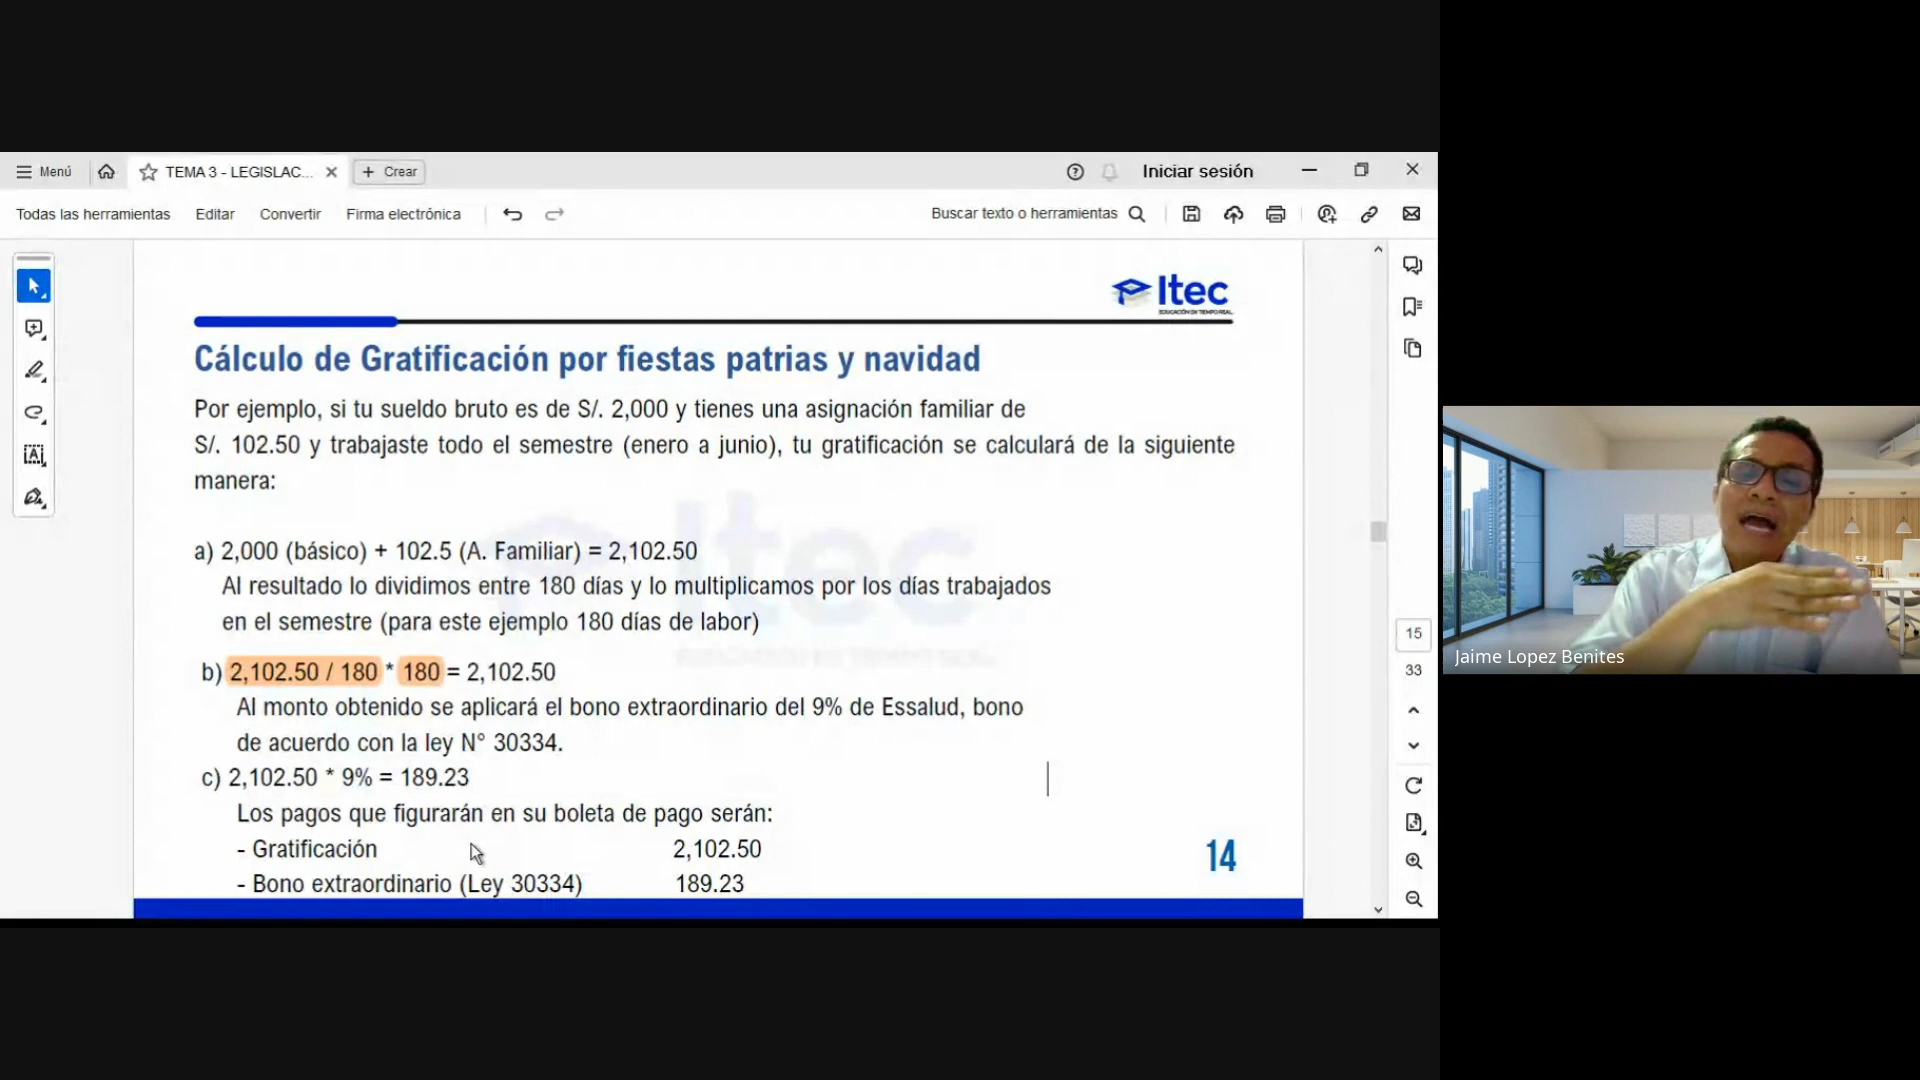 Menú
TEMA 3 - LEGISLAC...
Crear
Iniciar sesión
Todas las herramientas
Editar
Convertir
Firma electrónica
Buscar texto o herramientas
Itec
EDUCACIÓN EN TIEMPO REAL
Cálculo de Gratificación por fiestas patrias y navidad
Por ejemplo, si tu sueldo bruto es de S/. 2,000 y tienes una asignación familiar de
S/. 102.50 y trabajaste todo el semestre (enero a junio), tu gratificación se calculará de la siguiente
manera:
a) 2,000 (básico) + 102.5 (A. Familiar) = 2,102.50
Al resultado lo dividimos entre 180 días y lo multiplicamos por los días trabajados
en el semestre (para este ejemplo 180 días de labor)
b) 2,102.50 / 180 * 180 = 2,102.50
Al monto obtenido se aplicará el bono extraordinario del 9% de Essalud, bono
de acuerdo con la ley N° 30334.
c) 2,102.50 * 9% = 189.23
Los pagos que figurarán en su boleta de pago serán:
- Gratificación 2,102.50
- Bono extraordinario (Ley 30334) 189.23
14
15
33
Jaime Lopez Benites